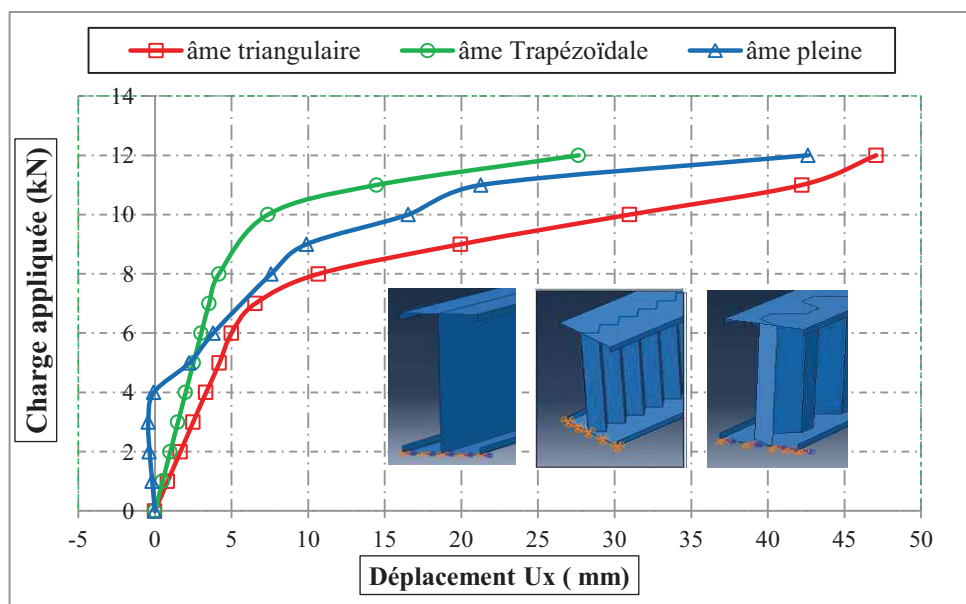 âme triangulaire âme Trapézoïdale âme pleine
Charge appliquée (kN)
14
12
10
8
6
4
2
0
-5 0 5 10 15 20 25 30 35 40 45 50
Déplacement Ux ( mm)